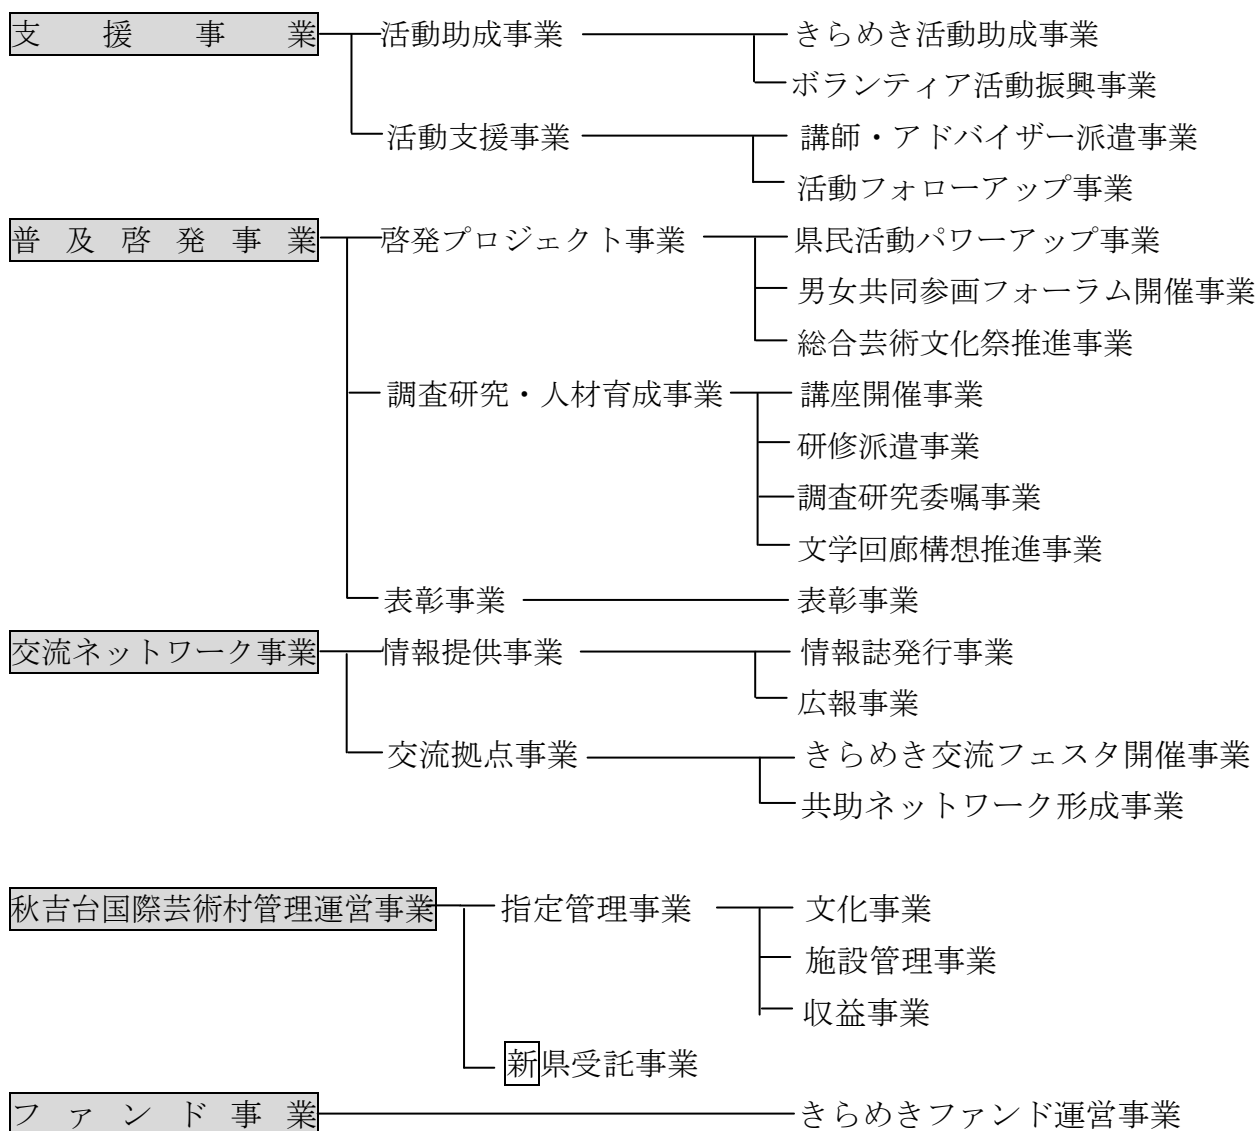 支援事業 活動助成事業 きらめき活動助成事業
ボランティア活動振興事業
活動支援事業 講師・アドバイザー派遣事業
活動フォローアップ事業
普及啓発事業 啓発プロジェクト事業 県民活動パワーアップ事業
男女共同参画フォーラム開催事業
総合芸術文化祭推進事業
調査研究・人材育成事業 講座開催事業
研修派遣事業
調査研究委嘱事業
文学回廊構想推進事業
表彰事業 表彰事業
交流ネットワーク事業 情報提供事業 情報誌発行事業
広報事業
交流拠点事業 きらめき交流フェスタ開催事業
共助ネットワーク形成事業
秋吉台国際芸術村管理運営事業 指定管理事業 文化事業
施設管理事業
収益事業
新県受託事業
ファンド事業 きらめきファンド運営事業